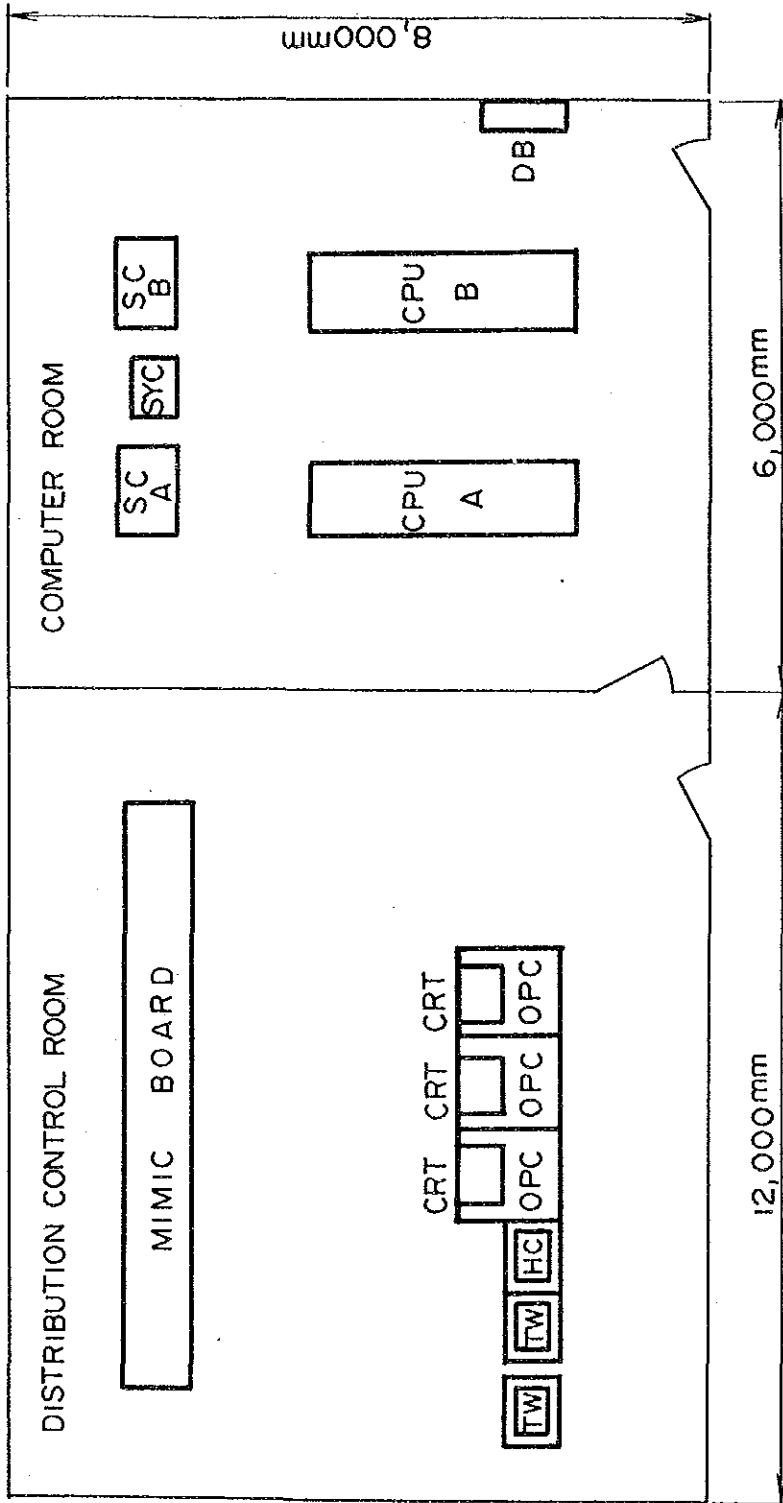 DISTRIBUTION CONTROL ROOM
COMPUTER ROOM
MIMIC BOARD
SC A
SYC
SC B
CPU A
CPU B
DB
CRT
CRT
CRT
OPC
OPC
OPC
HC
TW
TW
8,000mm
12,000mm
6,000mm